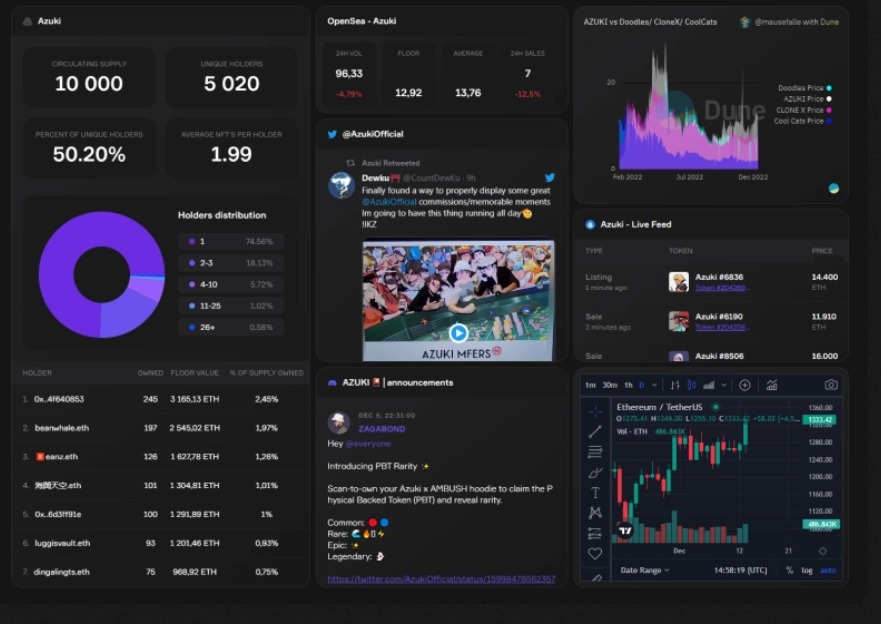 Azuki
CIRCULATING SUPPLY
10 000
UNIQUE HOLDERS
5 020
PERCENT OF UNIQUE HOLDERS
50.20%
AVERAGE NFT'S PER HOLDER
1.99
Holders distribution
1 74.56%
2-3 18.13%
4-10 5.72%
11-25 1.02%
26+ 0.58%
HOLDER OWNED FLOOR VALUE % OF SUPPLY OWNED
1. 0x..4f640853 245 3 165,13 ETH 2,45%
2. beanwhale.eth 197 2 545,02 ETH 1,97%
3. eanz.eth 126 1 627,78 ETH 1,26%
4. 海阔天空.eth 101 1 304,81 ETH 1,01%
5. 0x..6d3ff91e 100 1 291,89 ETH 1%
6. luggisvault.eth 93 1 201,46 ETH 0,93%
7. dingalingts.eth 75 968,92 ETH 0,75%
OpenSea - Azuki
24H VOL FLOOR AVERAGE 24H SALES
96,33 12,92 13,76 7
-4,79% -12,5%
@AzukiOfficial
Azuki Retweeted
Dewku @CountDewKu · 9h
Finally found a way to properly display some great
@AzukiOfficial commissions/memorable moments
Im going to have this thing running all day🫡
!IKZ
AZUKI MFERS
AZUKI | announcements
DEC 5, 22:31:00
ZAGABOND
Hey @everyone
Introducing PBT Rarity ✨
Scan-to-own your Azuki x AMBUSH hoodie to claim the P
hysical Backed Token (PBT) and reveal rarity.
Common: 🔴 🔵
Rare: 🌊🔥▯⚡
Epic: ✨
Legendary: 👻
https://twitter.com/AzukiOfficial/status/15998478562357
AZUKI vs Doodles/ CloneX/ CoolCats
@mausefalle with Dune
20
0
Feb 2022 Jul 2022 Dec 2022
Dune
Doodles Price
AZUKI Price
CLONE X Price
Cool Cats Price
Azuki - Live Feed
TYPE TOKEN PRICE
Listing Azuki #6836 14.400
1 minute ago ETH
Sale Azuki #6190 11.910
2 minutes ago ETH
Sale Azuki #8506 16.000
1m 30m 1h D
Ethereum / TetherUS
O1275.41 H1349.00 L1255.10 C1333.42 +58.02 (+4.5...
Vol · ETH 486.843K
1360.00
1333.42
1280.00
1240.00
1200.00
1160.00
1120.00
486.843K
Dec 12 21
Date Range 14:58:19 (UTC) % log auto